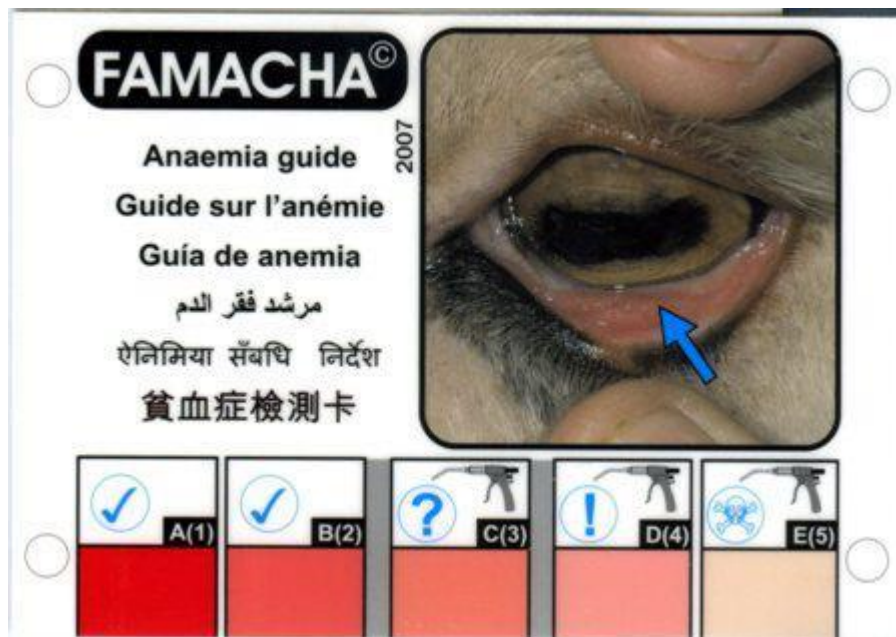 FAMACHA©
2007
Anaemia guide
Guide sur l'anémie
Guía de anemia
مرشد فقر الدم
ऐनिमिया सँबधि निर्देश
貧血症檢測卡
✓ A(1)
✓ B(2)
? C(3)
! D(4)
E(5)